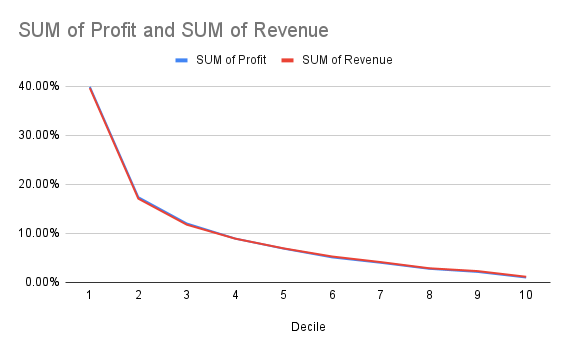 SUM of Profit and SUM of Revenue
SUM of Profit SUM of Revenue
40.00%
30.00%
20.00%
10.00%
0.00%
1 2 3 4 5 6 7 8 9 10
Decile